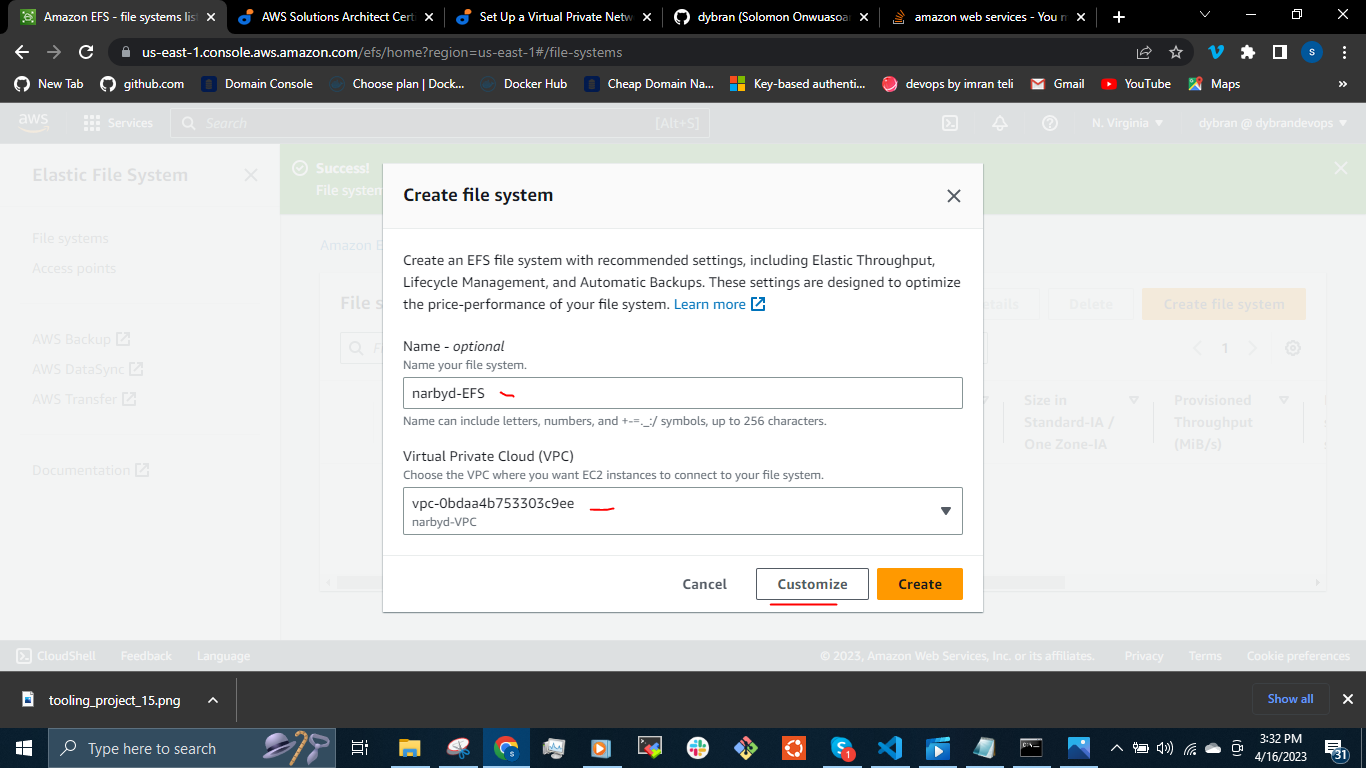 Amazon EFS - file systems lis
AWS Solutions Architect Cert
Set Up a Virtual Private Netw
dybran (Solomon Onwuasoa
amazon web services - You n
us-east-1.console.aws.amazon.com/efs/home?region=us-east-1#/file-systems
S
New Tab
github.com
Domain Console
Choose plan | Dock...
Docker Hub
Cheap Domain Na...
Key-based authenti...
devops by imran teli
Gmail
YouTube
Maps
»
aws
Services
Search
[Alt+S]
N. Virginia
dybran @ dybrandevops
Elastic File System
File systems
Access points
AWS Backup
AWS DataSync
AWS Transfer
Documentation
Success!
File system
Amazon E
File s
etails
Delete
Create file system
1
Size in
Standard-IA /
One Zone-IA
Provisioned
Throughput
(MiB/s)
Create file system
Create an EFS file system with recommended settings, including Elastic Throughput,
Lifecycle Management, and Automatic Backups. These settings are designed to optimize
the price-performance of your file system. Learn more
Name - optional
Name your file system.
narbyd-EFS
Name can include letters, numbers, and +-=._:/ symbols, up to 256 characters.
Virtual Private Cloud (VPC)
Choose the VPC where you want EC2 instances to connect to your file system.
vpc-0bdaa4b753303c9ee
narbyd-VPC
Cancel
Customize
Create
CloudShell
Feedback
Language
© 2023, Amazon Web Services, Inc. or its affiliates.
Privacy
Terms
Cookie preferences
tooling_project_15.png
Show all
Type here to search
S
1
3:32 PM
4/16/2023
31